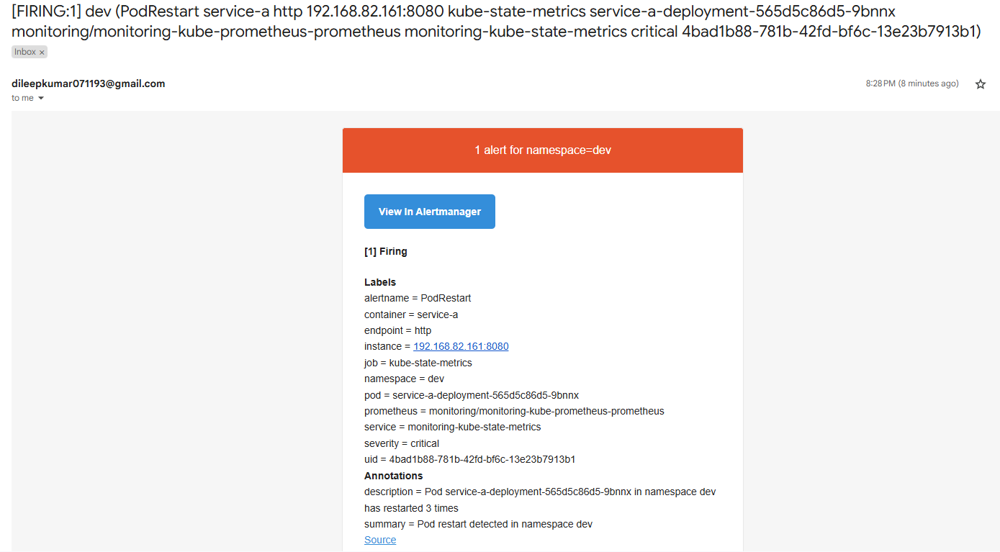 [FIRING:1] dev (PodRestart service-a http 192.168.82.161:8080 kube-state-metrics service-a-deployment-565d5c86d5-9bnnx
monitoring/monitoring-kube-prometheus-prometheus monitoring-kube-state-metrics critical 4bad1b88-781b-42fd-bf6c-13e23b7913b1)
Inbox ×
dileepkumar071193@gmail.com
8:28 PM (8 minutes ago)
to me
1 alert for namespace=dev
View In Alertmanager
[1] Firing
Labels
alertname = PodRestart
container = service-a
endpoint = http
instance = 192.168.82.161:8080
job = kube-state-metrics
namespace = dev
pod = service-a-deployment-565d5c86d5-9bnnx
prometheus = monitoring/monitoring-kube-prometheus-prometheus
service = monitoring-kube-state-metrics
severity = critical
uid = 4bad1b88-781b-42fd-bf6c-13e23b7913b1
Annotations
description = Pod service-a-deployment-565d5c86d5-9bnnx in namespace dev
has restarted 3 times
summary = Pod restart detected in namespace dev
Source